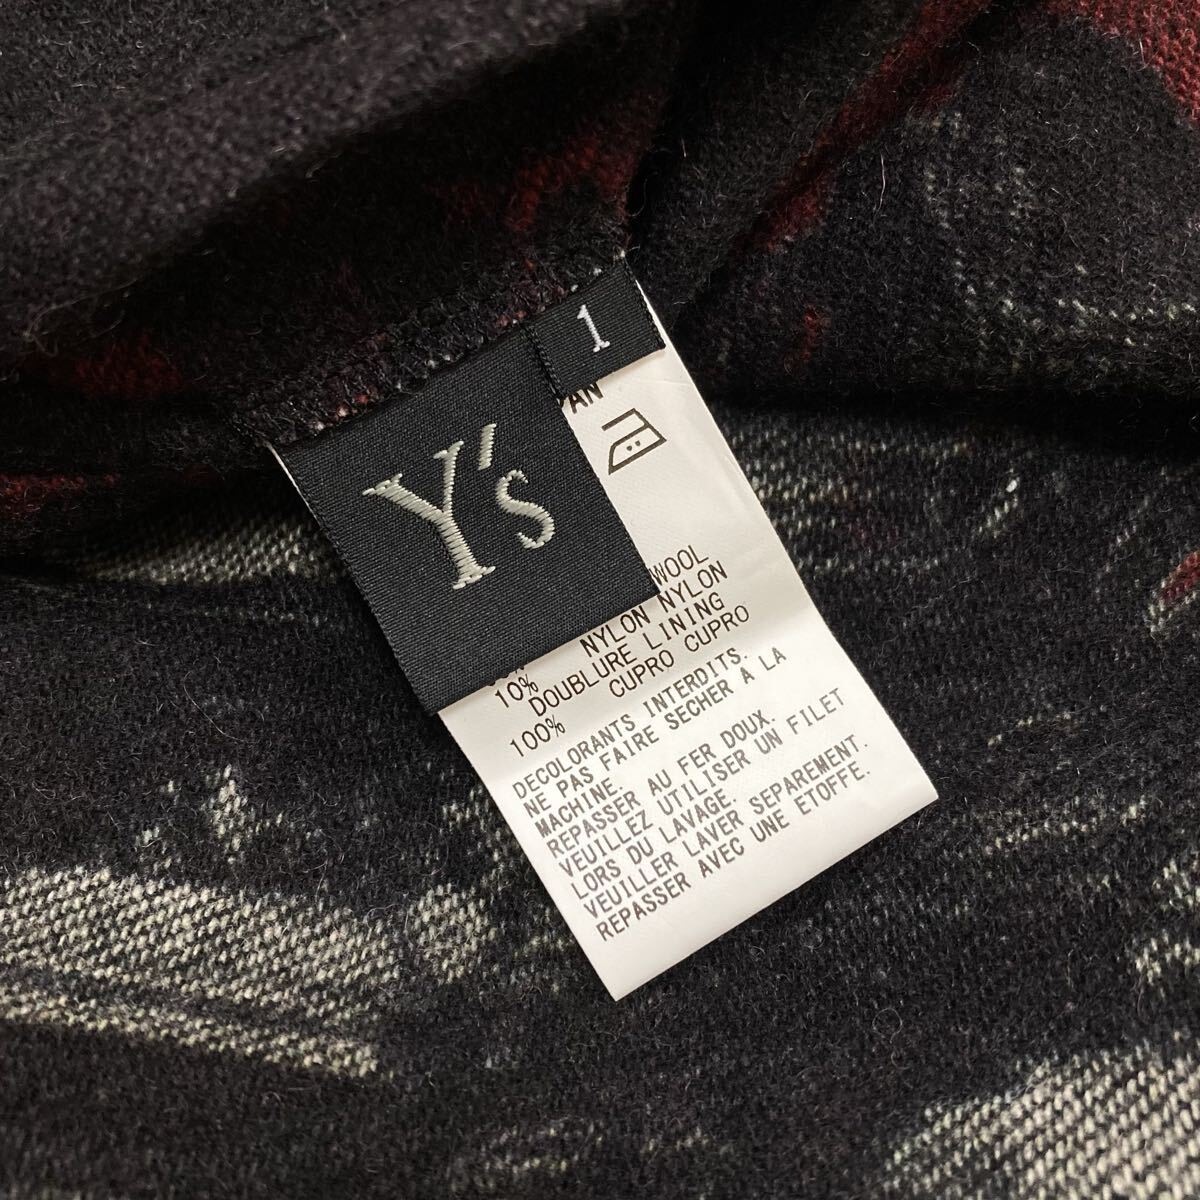 1
Y's
WOOL
NYLON NYLON
10%
DOUBLURE LINING
CUPRO CUPRO
100%
DECOLORANTS INTERDITS.
NE PAS FAIRE SECHER A LA
MACHINE.
REPASSER AU FER DOUX.
VEUILLEZ UTILISER UN FILET
LORS DU LAVAGE.
VEUILLER LAVER SEPAREMENT.
REPASSER AVEC UNE ETOFFE.